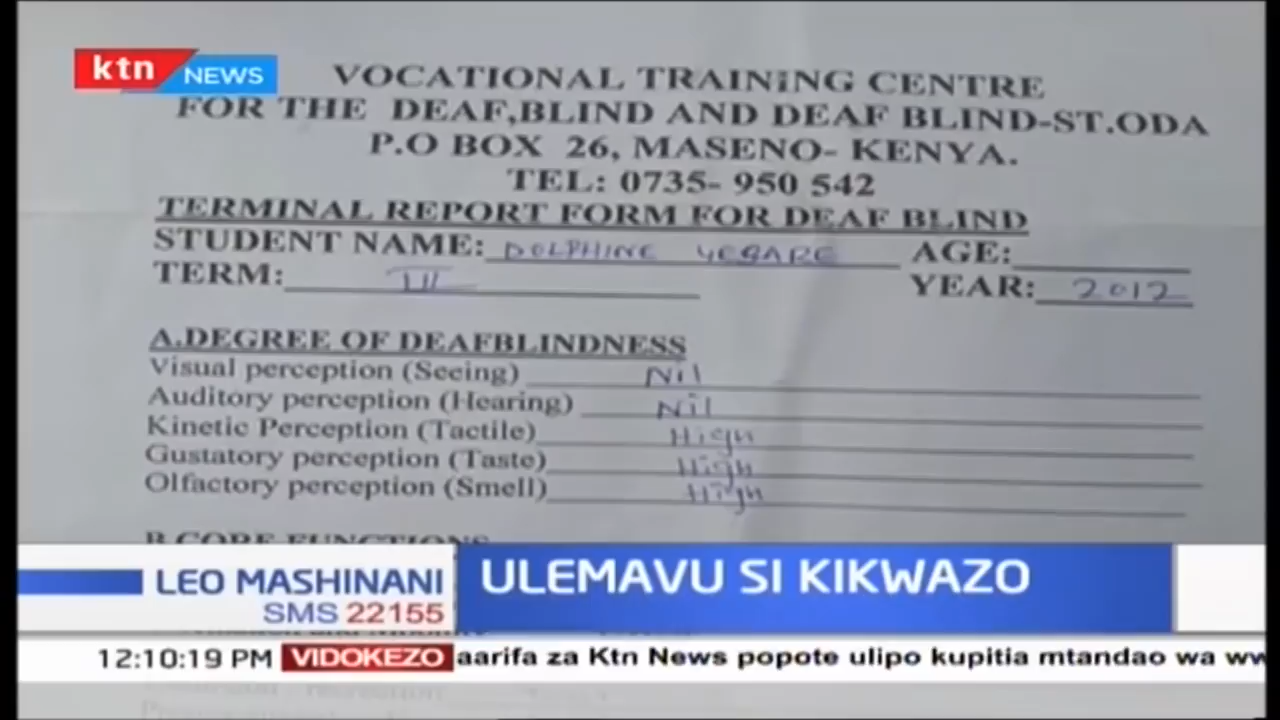 ktn NEWS
VOCATIONAL TRAINING CENTRE
FOR THE DEAF,BLIND AND DEAF BLIND-ST.ODA
P.O BOX 26, MASENO- KENYA.
TEL: 0735- 950 542
TERMINAL REPORT FORM FOR DEAF BLIND
STUDENT NAME: DOLPHINE YEGARE AGE:
TERM: III YEAR: 2012
A.DEGREE OF DEAFBLINDNESS
Visual perception (Seeing) Nil
Auditory perception (Hearing) Nil
Kinetic Perception (Tactile) High
Gustatory perception (Taste) High
Olfactory perception (Smell) High
B.CORE FUNCTIONS
LEO MASHINANI
SMS 22155
ULEMAVU SI KIKWAZO
12:10:19 PM VIDOKEZO aarifa za Ktn News popote ulipo kupitia mtandao wa ww